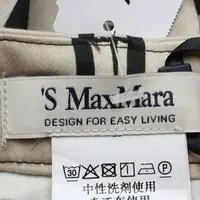 'S MaxMara
DESIGN FOR EASY LIVING
30
中性洗剤使用